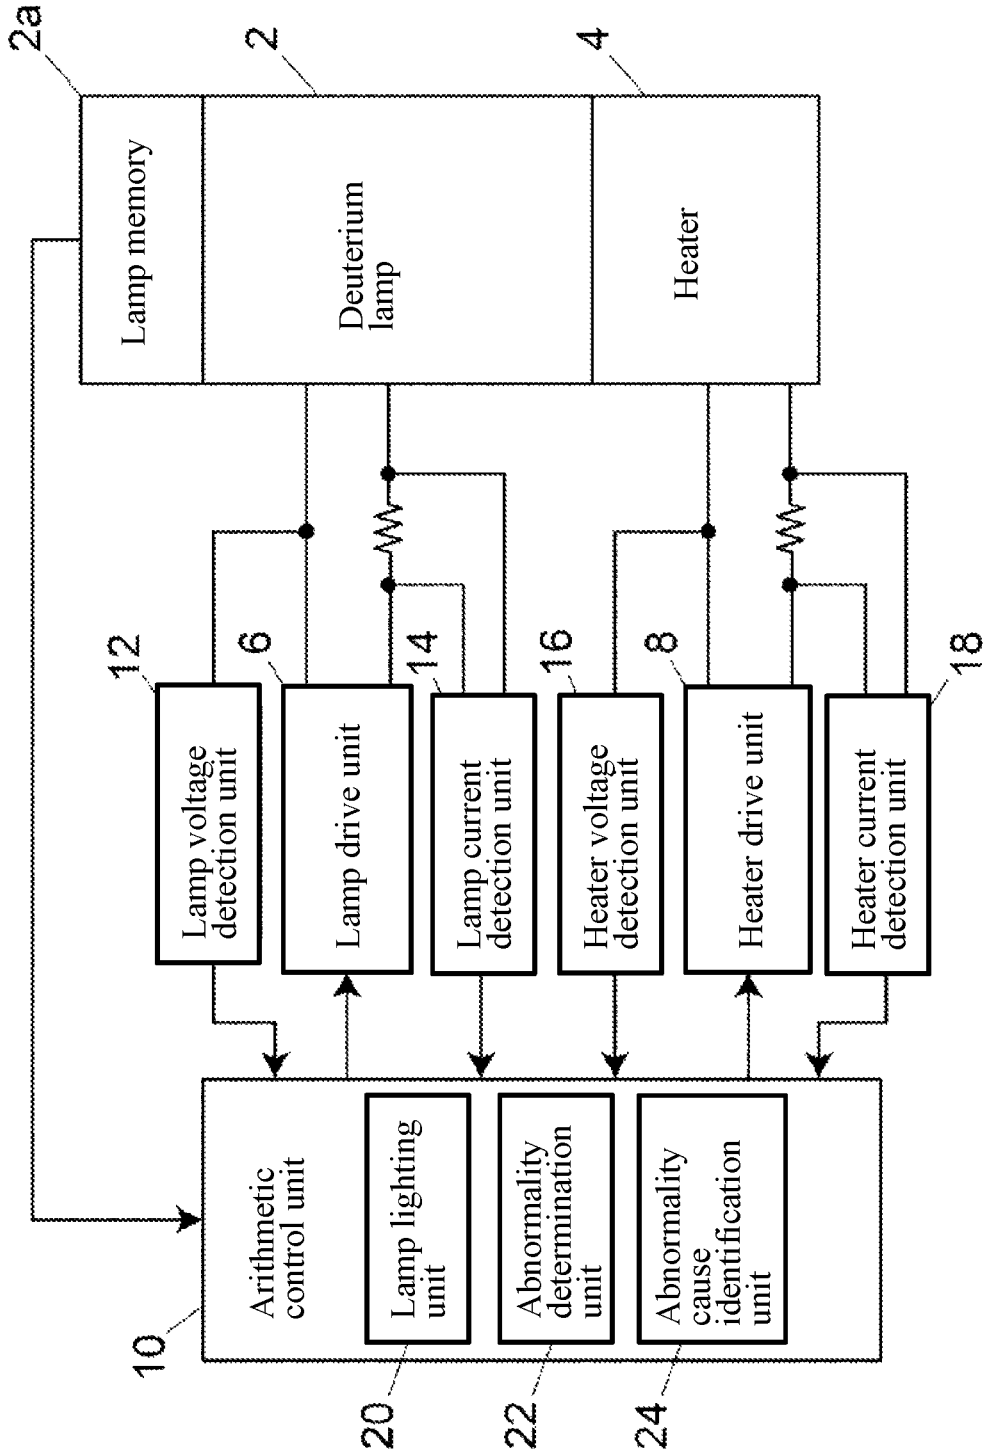 10
Arithmetic
control unit
20
Lamp lighting
unit
22
Abnormality
determination
unit
24
Abnormality
cause
identification
unit
12
Lamp voltage
detection unit
6
Lamp drive unit
14
Lamp current
detection unit
16
Heater voltage
detection unit
8
Heater drive unit
18
Heater current
detection unit
2a
Lamp memory
2
Deuterium
lamp
4
Heater